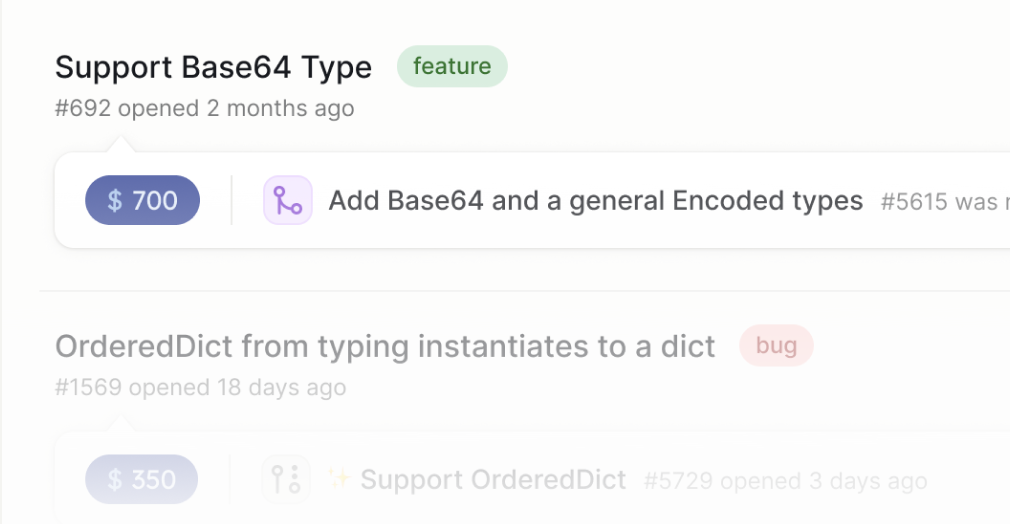 Support Base64 Type feature
#692 opened 2 months ago
$ 700 Add Base64 and a general Encoded types #5615 was
OrderedDict from typing instantiates to a dict bug
#1569 opened 18 days ago
$ 350 ✨ Support OrderedDict #5729 opened 3 days ago